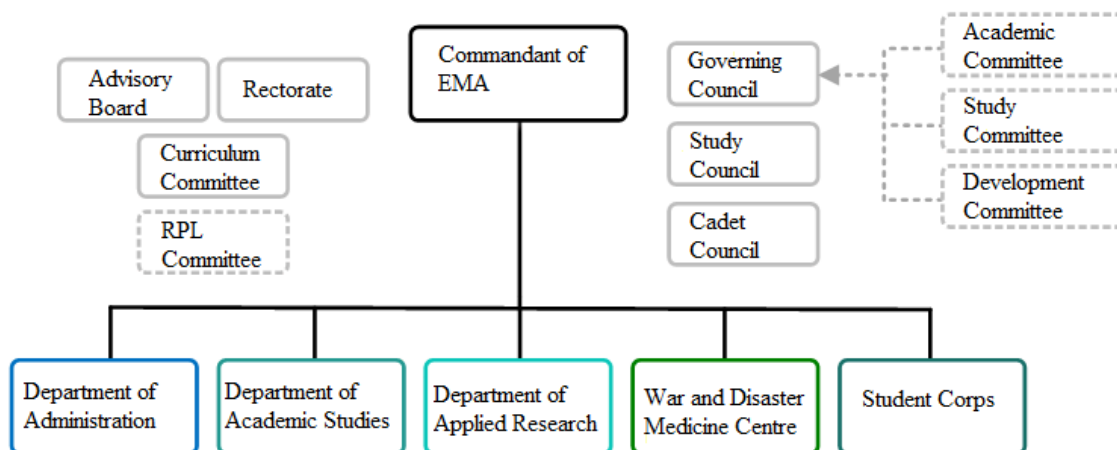 Commandant of
EMA
Advisory
Board
Rectorate
Curriculum
Committee
RPL
Committee
Governing
Council
Study
Council
Cadet
Council
Academic
Committee
Study
Committee
Development
Committee
Department of
Administration
Department of
Academic Studies
Department of
Applied Research
War and Disaster
Medicine Centre
Student Corps